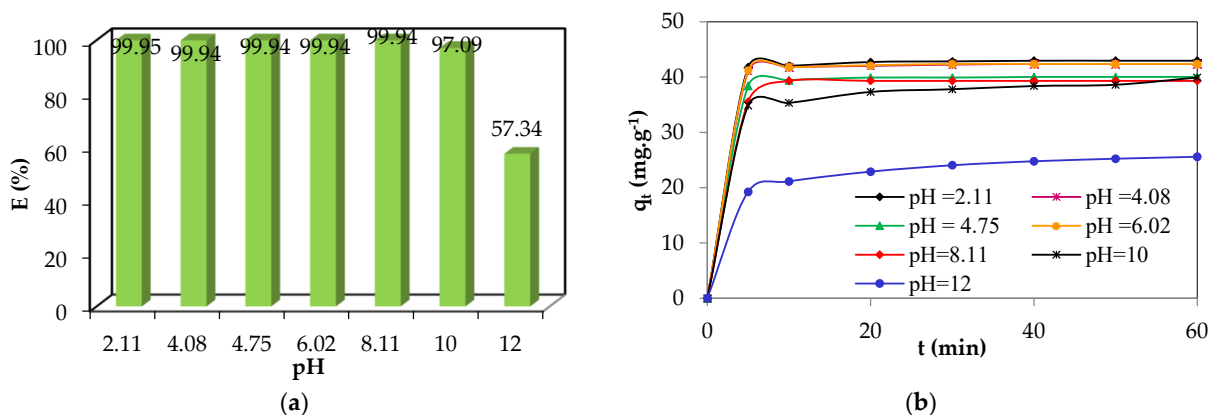 99.95 99.94 99.94 99.94 99.94 97.09 57.34
100
80
60
40
20
0
E (%)
2.11 4.08 4.75 6.02 8.11 10 12
pH
(a)
50
40
30
20
10
0
qt (mg.g-1)
pH =2.11 pH =4.08
pH = 4.75 pH =6.02
pH=8.11 pH=10
pH=12
0 20 40 60
t (min)
(b)